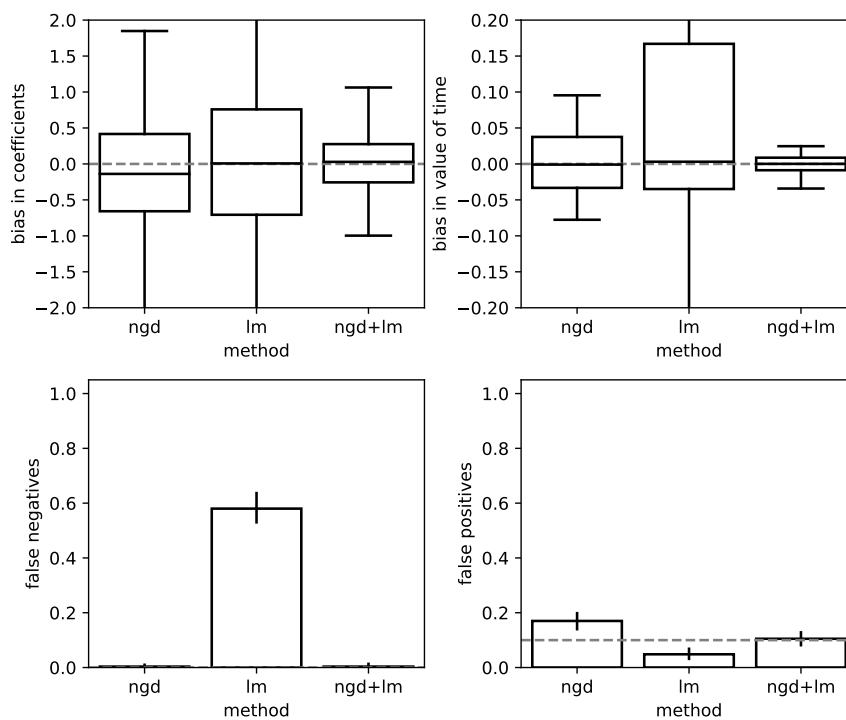 2.0
1.5
1.0
0.5
0.0
−0.5
−1.0
−1.5
−2.0
bias in coefficients
ngd lm ngd+lm
method
0.20
0.15
0.10
0.05
0.00
−0.05
−0.10
−0.15
−0.20
bias in value of time
ngd lm ngd+lm
method
1.0
0.8
0.6
0.4
0.2
0.0
false negatives
ngd lm ngd+lm
method
1.0
0.8
0.6
0.4
0.2
0.0
false positives
ngd lm ngd+lm
method